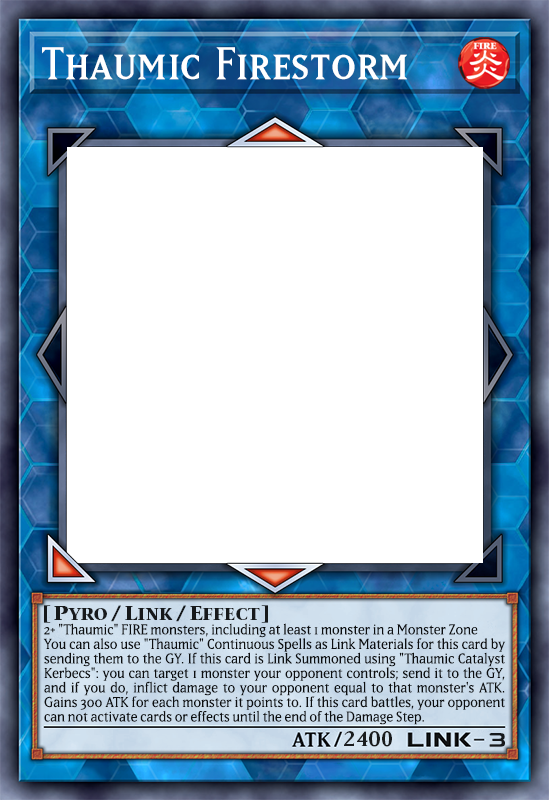 Thaumic Firestorm
FIRE
炎
[ Pyro / Link / Effect ]
2+ "Thaumic" FIRE monsters, including at least 1 monster in a Monster Zone
You can also use "Thaumic" Continuous Spells as Link Materials for this card by
sending them to the GY. If this card is Link Summoned using "Thaumic Catalyst
Kerbecs": you can target 1 monster your opponent controls; send it to the GY,
and if you do, inflict damage to your opponent equal to that monster's ATK.
Gains 300 ATK for each monster it points to. If this card battles, your opponent
can not activate cards or effects until the end of the Damage Step.
ATK/2400 LINK-3